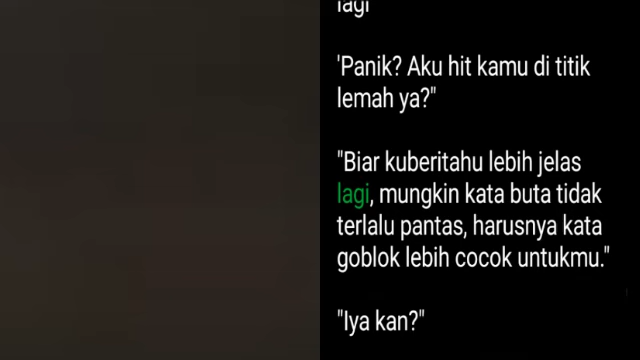 lagi
'Panik? Aku hit kamu di titik
lemah ya?"
"Biar kuberitahu lebih jelas
lagi, mungkin kata buta tidak
terlalu pantas, harusnya kata
goblok lebih cocok untukmu."
"Iya kan?"